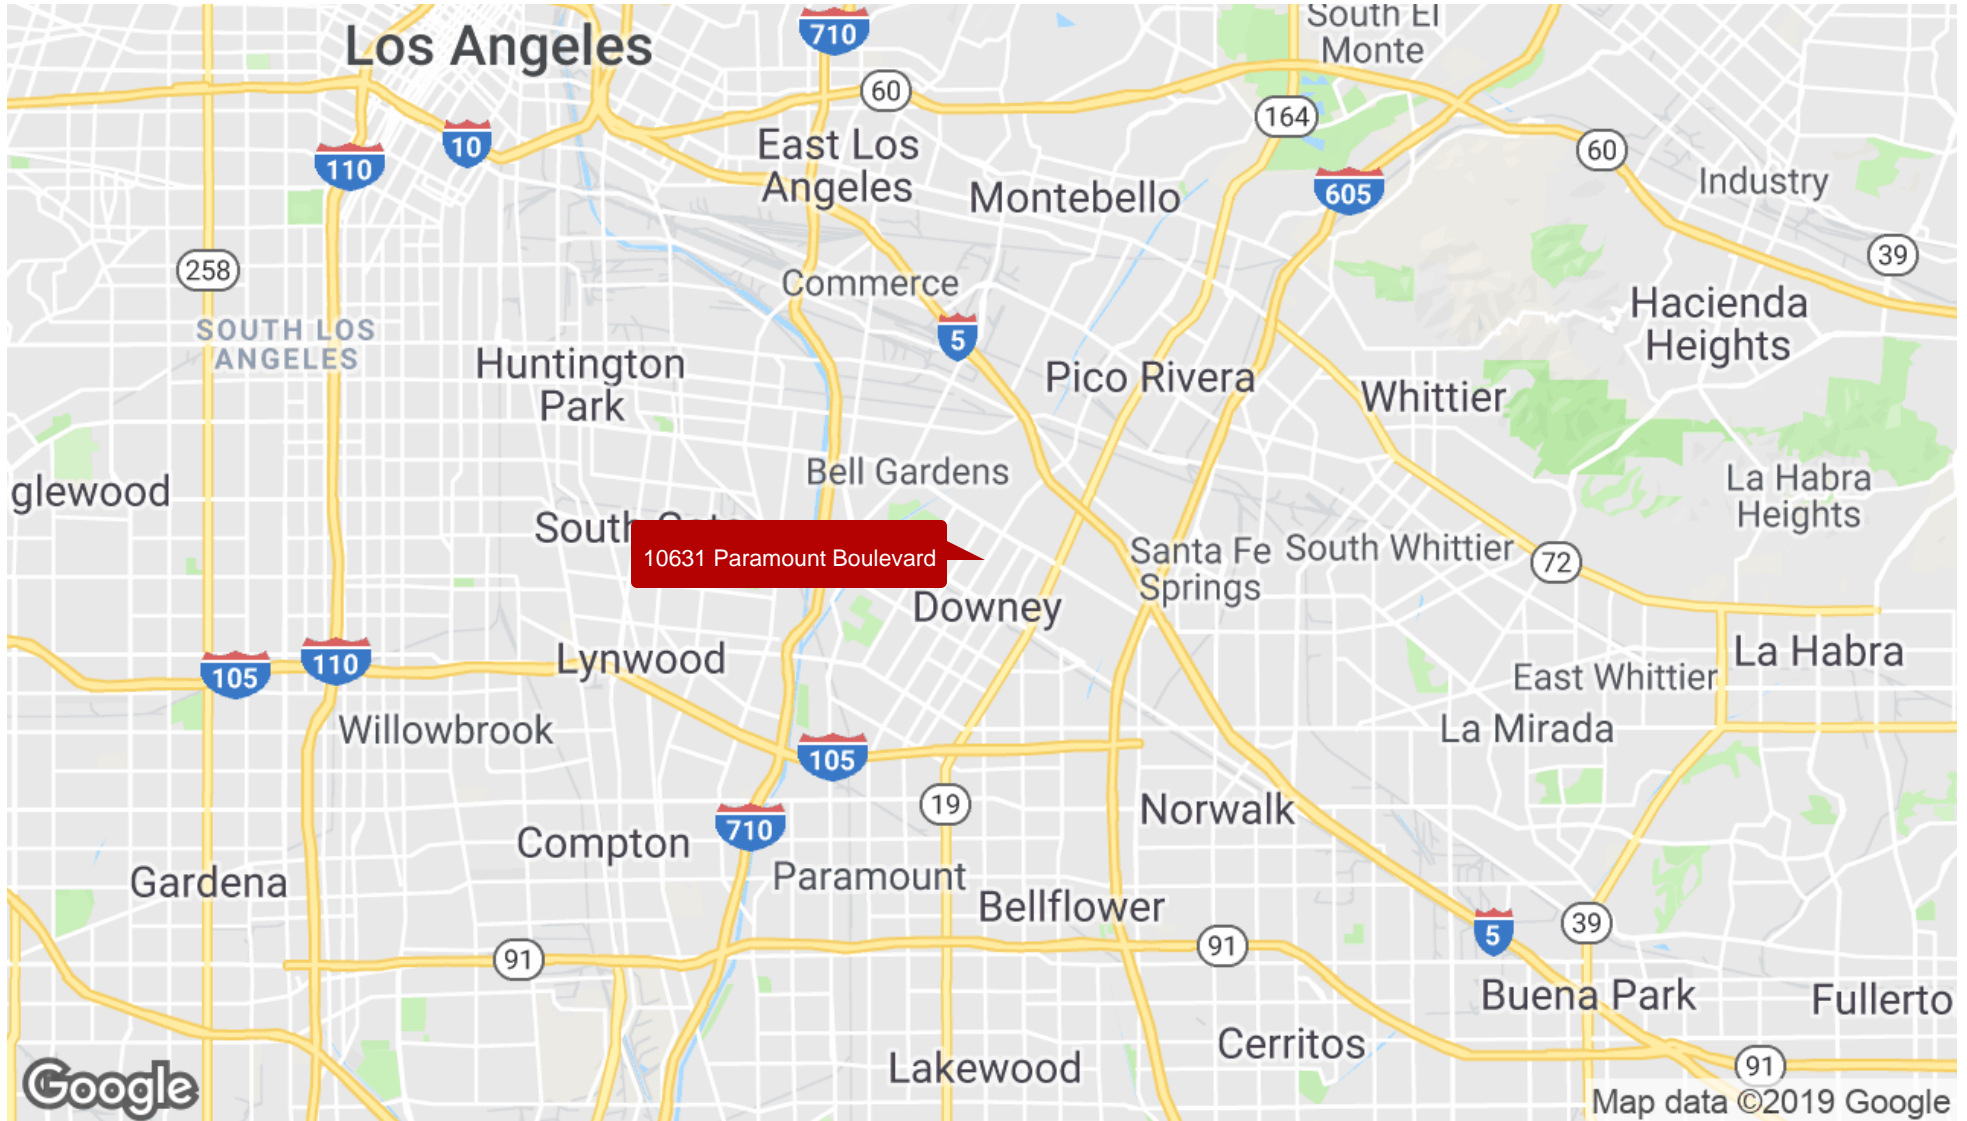 South El
Monte
Los Angeles
710
60
164
10
110
East Los
Angeles
60
Industry
Montebello
605
39
258
Commerce
Hacienda
Heights
SOUTH LOS
ANGELES
5
Huntington
Park
Pico Rivera
Whittier
Bell Gardens
La Habra
Heights
glewood
South
10631 Paramount Boulevard
Santa Fe
Springs
South Whittier
72
Downey
Lynwood
La Habra
105
110
East Whittier
Willowbrook
La Mirada
105
19
Norwalk
710
Compton
Paramount
Gardena
Bellflower
39
5
91
91
Buena Park
Fullerto
Cerritos
Lakewood
91
Google
Map data ©2019 Google